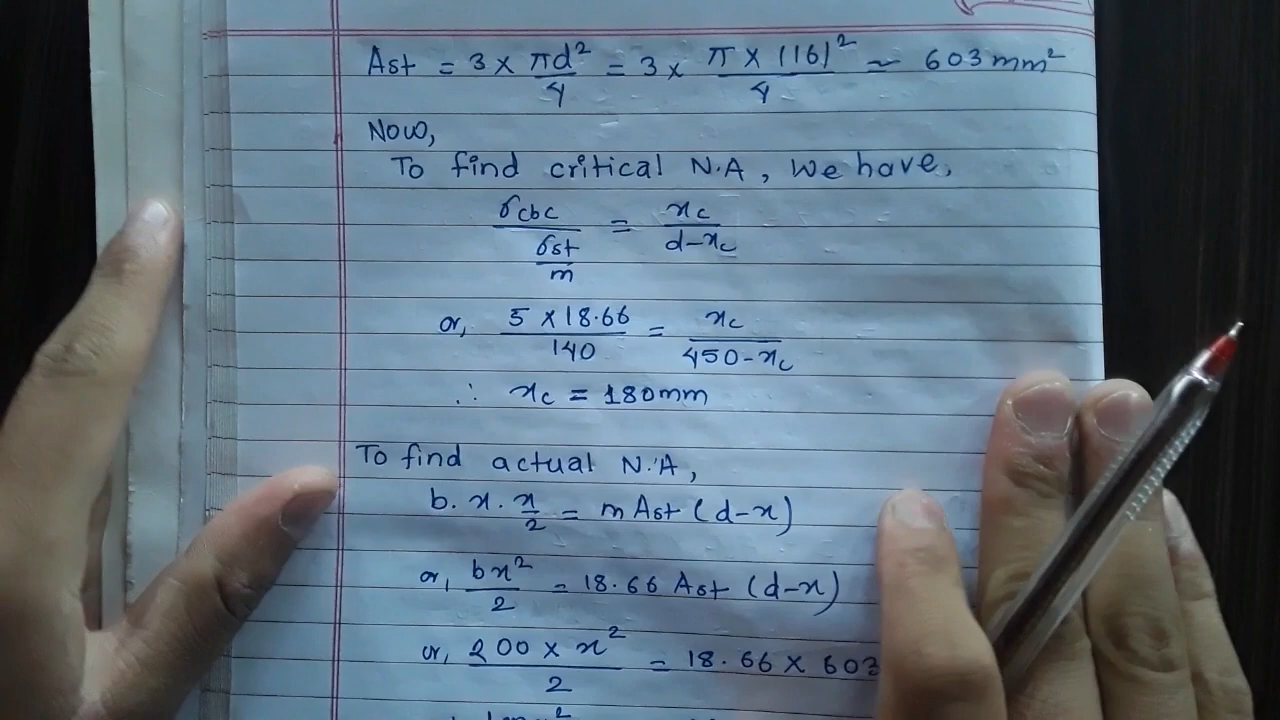 Ast = 3 × πd²/4 = 3 × π × (16)²/4 ≃ 603 mm²
Now,
To find critical N.A, We have,
σcbc/(σst/m) = xc/(d-xc)
or, 5 × 18.66/140 = xc/(450-xc)
∴ xc = 180mm
To find actual N.A,
b. x. x/2 = m Ast (d-x)
or, bx²/2 = 18.66 Ast (d-x)
or, 200 × x²/2 = 18.66 × 603